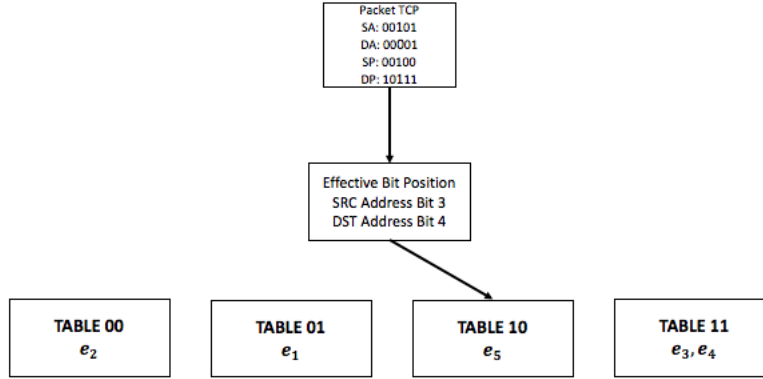 Packet TCP
SA: 00101
DA: 00001
SP: 00100
DP: 10111
Effective Bit Position
SRC Address Bit 3
DST Address Bit 4
TABLE 00
e₂
TABLE 01
e₁
TABLE 10
e₅
TABLE 11
e₃, e₄